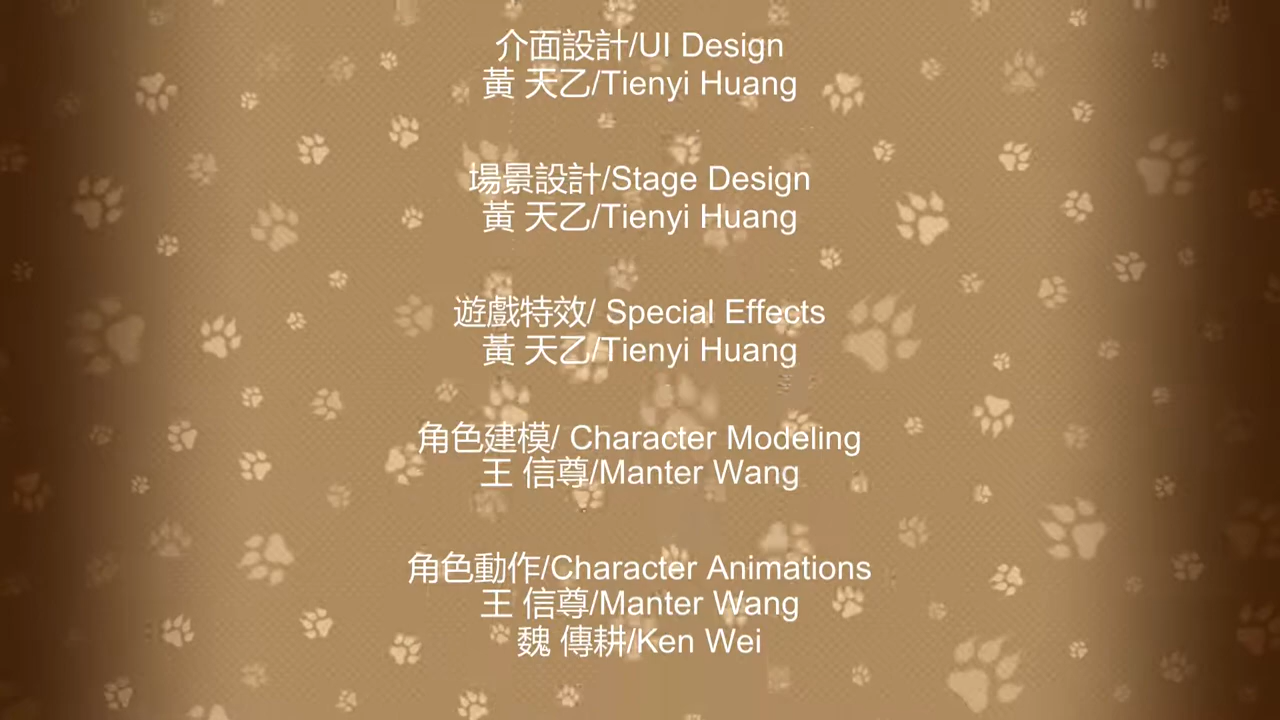 介面設計/UI Design
黃 天乙/Tienyi Huang
場景設計/Stage Design
黃 天乙/Tienyi Huang
遊戲特效/ Special Effects
黃 天乙/Tienyi Huang
角色建模/ Character Modeling
王 信尊/Manter Wang
角色動作/Character Animations
王 信尊/Manter Wang
魏 傳耕/Ken Wei